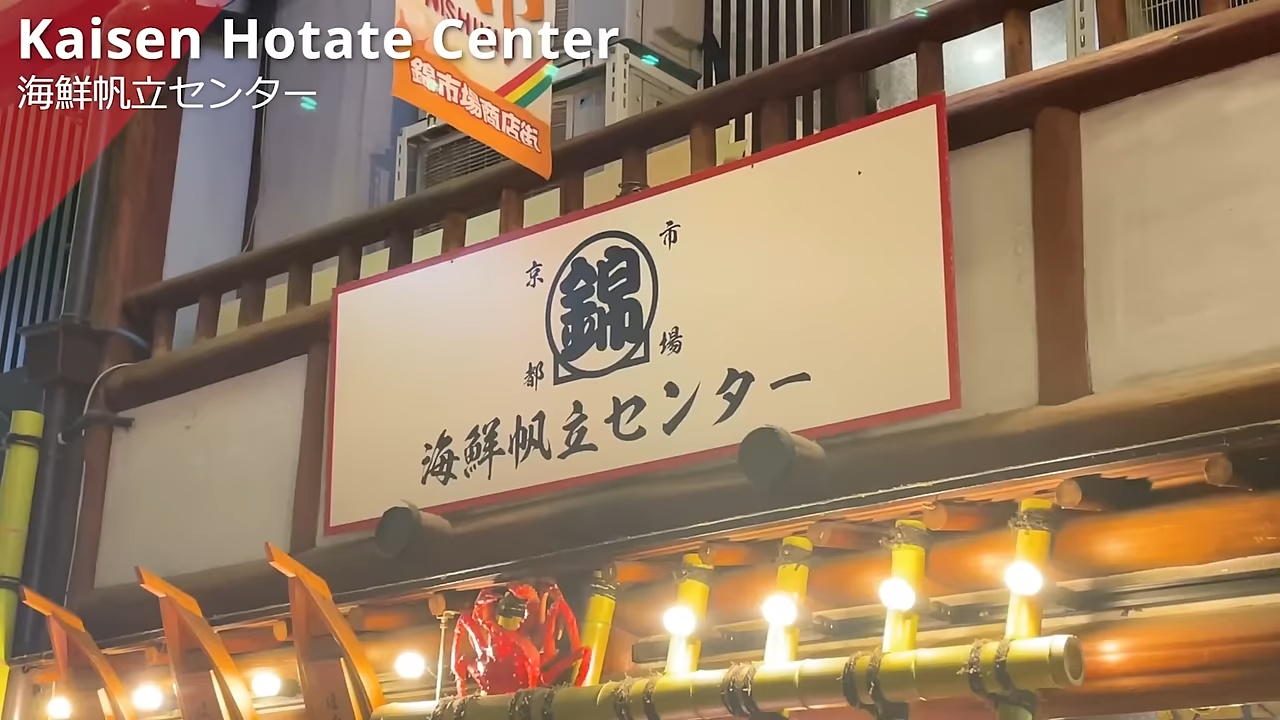 Kaisen Hotate Center
海鮮帆立センター
錦市場商店街
京都
錦
市場
海鮮帆立センター